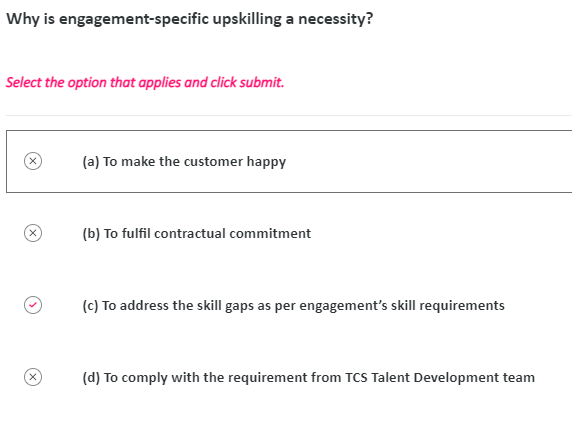 Why is engagement-specific upskilling a necessity?
Select the option that applies and click submit.
(a) To make the customer happy
(b) To fulfil contractual commitment
(c) To address the skill gaps as per engagement’s skill requirements
(d) To comply with the requirement from TCS Talent Development team